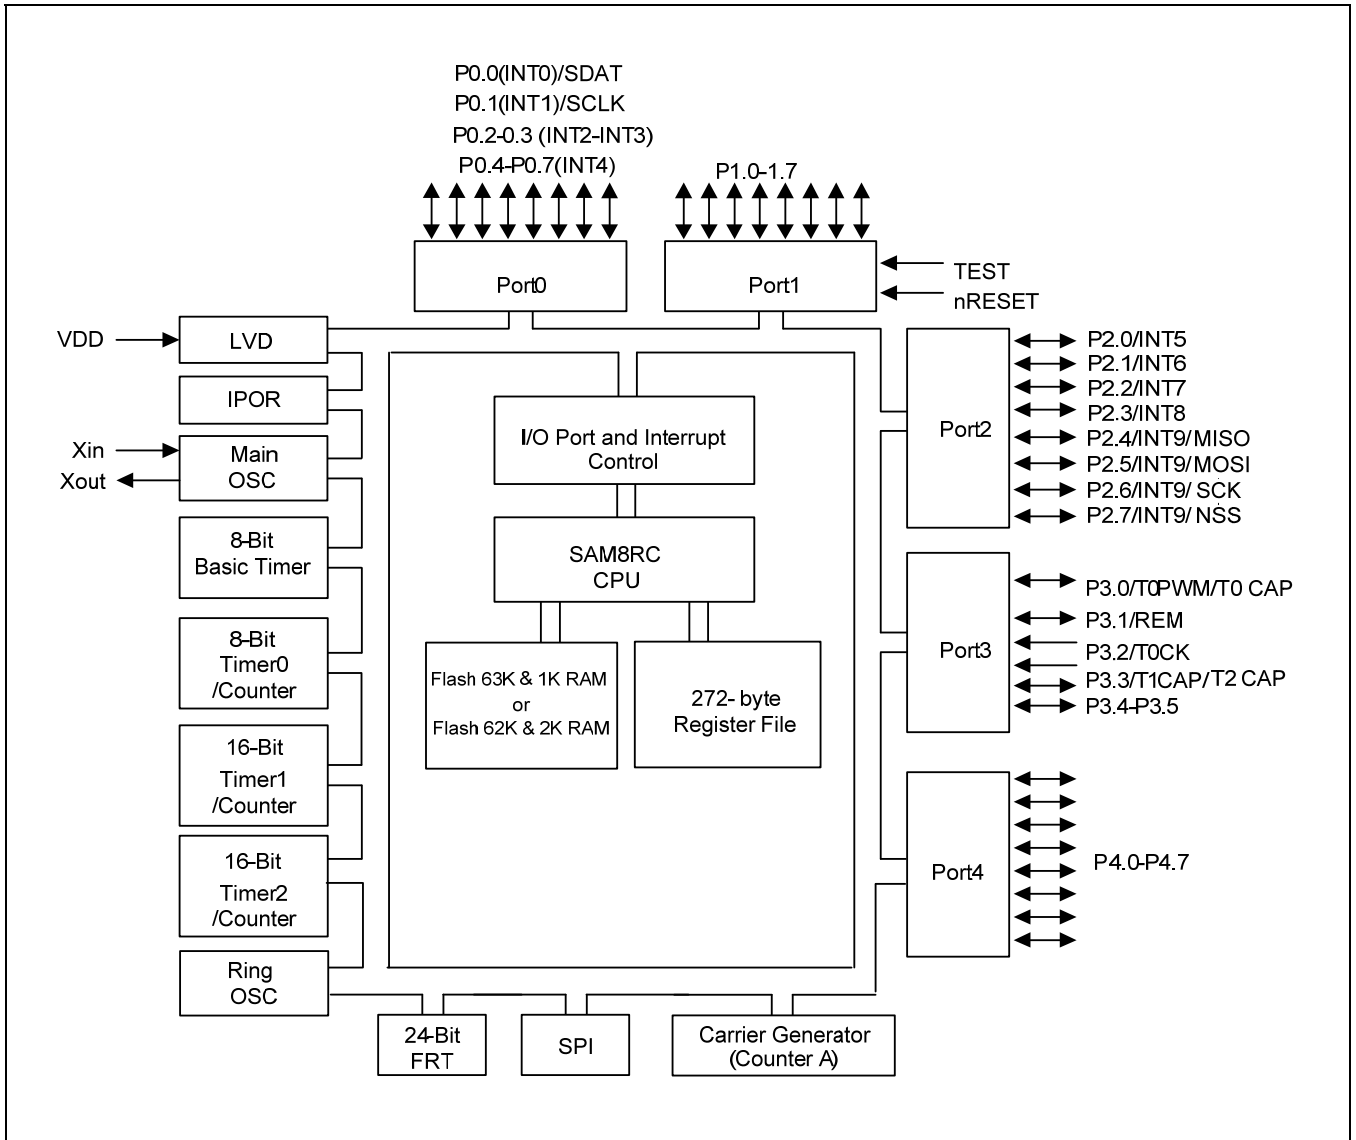 P0.0(INT0)/SDAT
P0.1(INT1)/SCLK
P0.2-0.3 (INT2-INT3)
P0.4-P0.7(INT4)
P1.0-1.7
Port0
Port1
TEST
nRESET
VDD
LVD
IPOR
Xin
Xout
Main
OSC
8-Bit
Basic Timer
8-Bit
Timer0
/Counter
16-Bit
Timer1
/Counter
16-Bit
Timer2
/Counter
Ring
OSC
I/O Port and Interrupt
Control
SAM8RC
CPU
Flash 63K & 1K RAM
or
Flash 62K & 2K RAM
272- byte
Register File
Port2
P2.0/INT5
P2.1/INT6
P2.2/INT7
P2.3/INT8
P2.4/INT9/MISO
P2.5/INT9/MOSI
P2.6/INT9/ SCK
P2.7/INT9/ NSS
Port3
P3.0/T0PWM/T0 CAP
P3.1/REM
P3.2/T0CK
P3.3/T1CAP/T2 CAP
P3.4-P3.5
Port4
P4.0-P4.7
24-Bit
FRT
SPI
Carrier Generator
(Counter A)